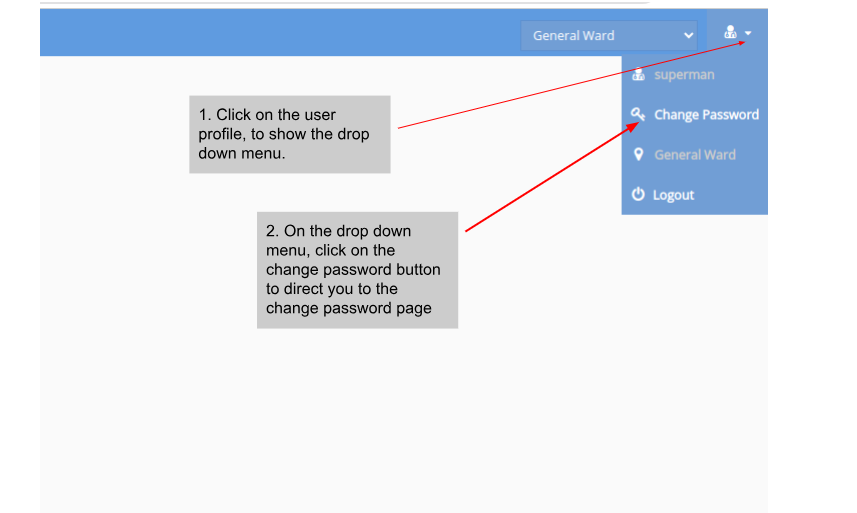 General Ward
superman
1. Click on the user
profile, to show the drop
down menu.
Change Password
General Ward
Logout
2. On the drop down
menu, click on the
change password button
to direct you to the
change password page